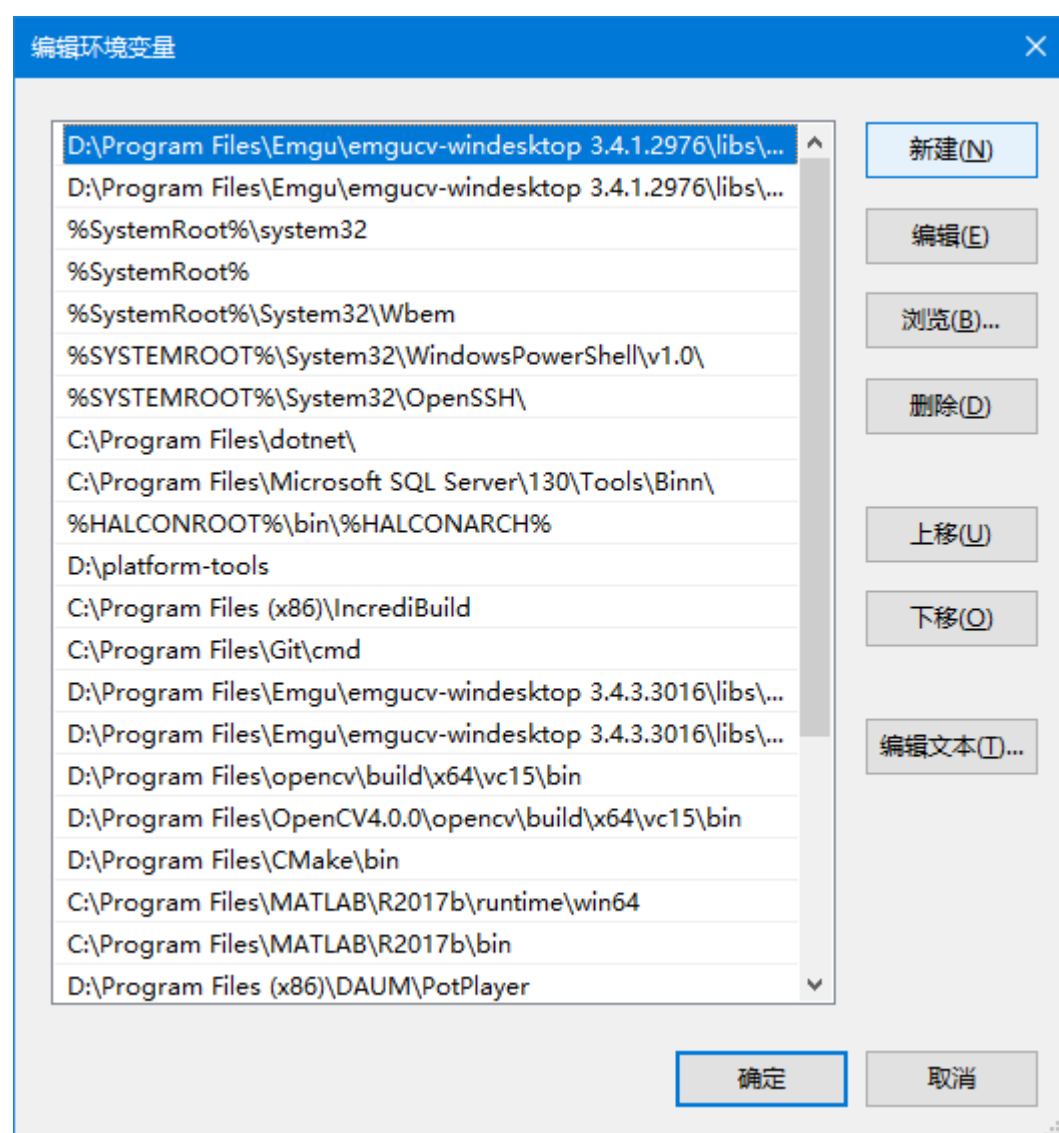 编辑环境变量
D:\Program Files\Emgu\emgucv-windesktop 3.4.1.2976\libs\...
D:\Program Files\Emgu\emgucv-windesktop 3.4.1.2976\libs\...
%SystemRoot%\system32
%SystemRoot%
%SystemRoot%\System32\Wbem
%SYSTEMROOT%\System32\WindowsPowerShell\v1.0\
%SYSTEMROOT%\System32\OpenSSH\
C:\Program Files\dotnet\
C:\Program Files\Microsoft SQL Server\130\Tools\Binn\
%HALCONROOT%\bin\%HALCONARCH%
D:\platform-tools
C:\Program Files (x86)\IncrediBuild
C:\Program Files\Git\cmd
D:\Program Files\Emgu\emgucv-windesktop 3.4.3.3016\libs\...
D:\Program Files\Emgu\emgucv-windesktop 3.4.3.3016\libs\...
D:\Program Files\opencv\build\x64\vc15\bin
D:\Program Files\OpenCV4.0.0\opencv\build\x64\vc15\bin
D:\Program Files\CMake\bin
C:\Program Files\MATLAB\R2017b\runtime\win64
C:\Program Files\MATLAB\R2017b\bin
D:\Program Files (x86)\DAUM\PotPlayer
新建(N)
编辑(E)
浏览(B)...
删除(D)
上移(U)
下移(O)
编辑文本(T)...
确定
取消